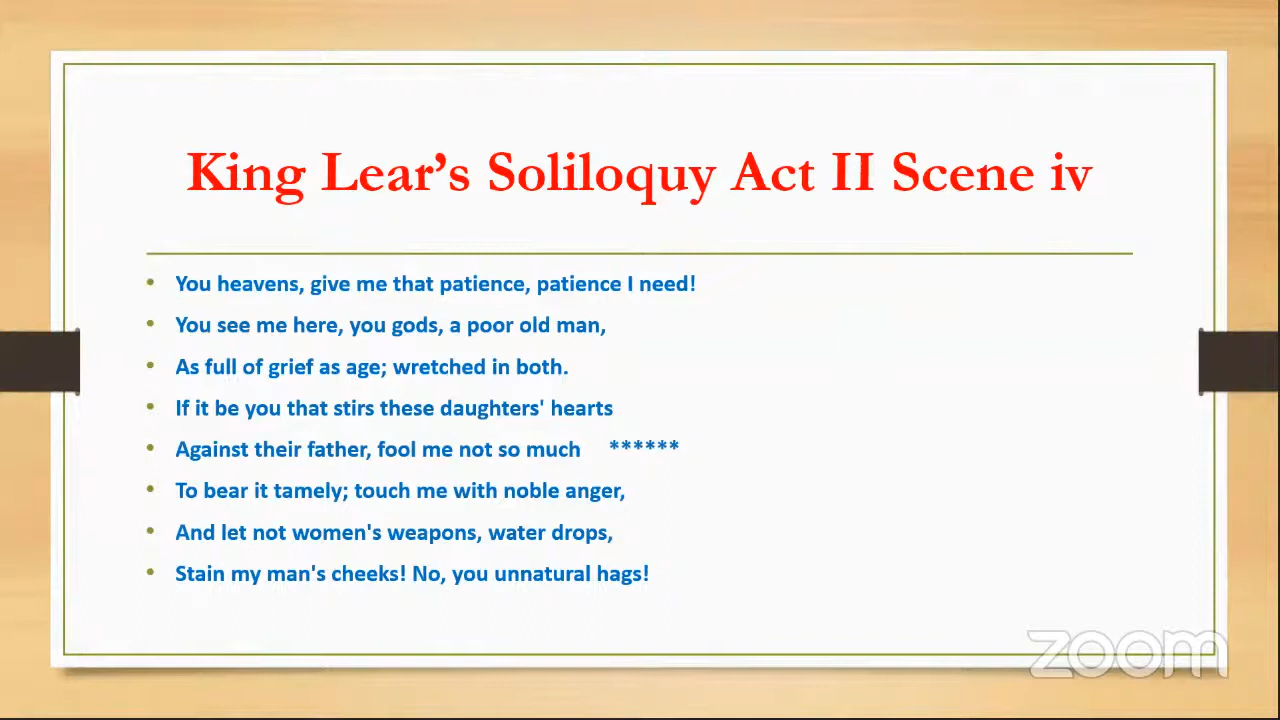 King Lear’s Soliloquy Act II Scene iv
• You heavens, give me that patience, patience I need!
• You see me here, you gods, a poor old man,
• As full of grief as age; wretched in both.
• If it be you that stirs these daughters' hearts
• Against their father, fool me not so much ******
• To bear it tamely; touch me with noble anger,
• And let not women's weapons, water drops,
• Stain my man's cheeks! No, you unnatural hags!
zoom